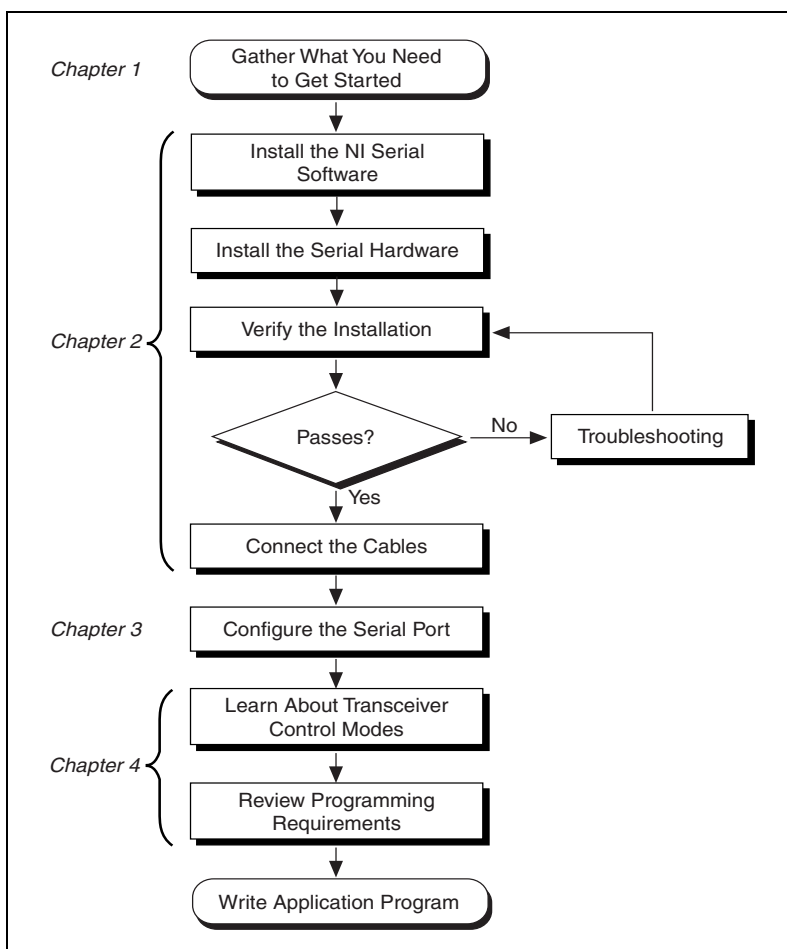 Chapter 1
Gather What You Need
to Get Started
Install the NI Serial
Software
Install the Serial Hardware
Chapter 2
Verify the Installation
Passes?
No
Troubleshooting
Yes
Connect the Cables
Chapter 3
Configure the Serial Port
Learn About Transceiver
Control Modes
Chapter 4
Review Programming
Requirements
Write Application Program